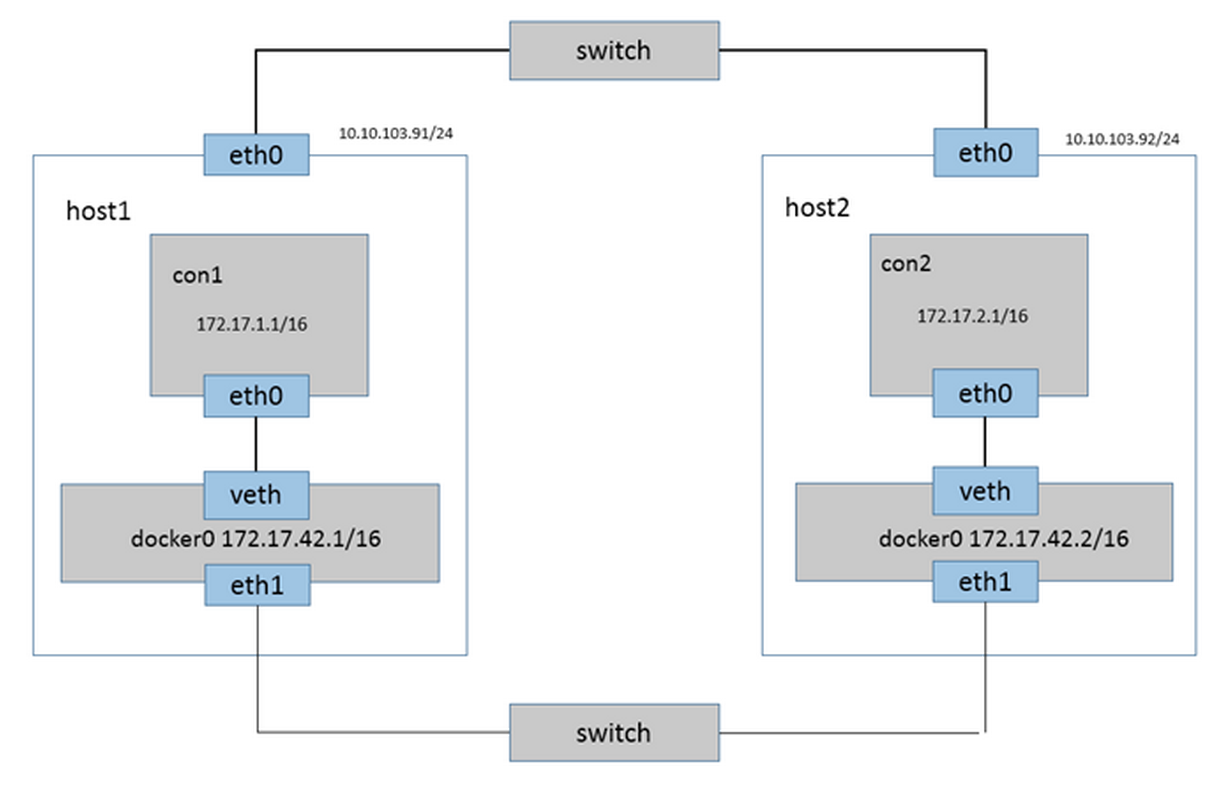 switch
eth0
10.10.103.91/24
eth0
10.10.103.92/24
host1
host2
con1
172.17.1.1/16
con2
172.17.2.1/16
eth0
eth0
veth
veth
docker0 172.17.42.1/16
docker0 172.17.42.2/16
eth1
eth1
switch